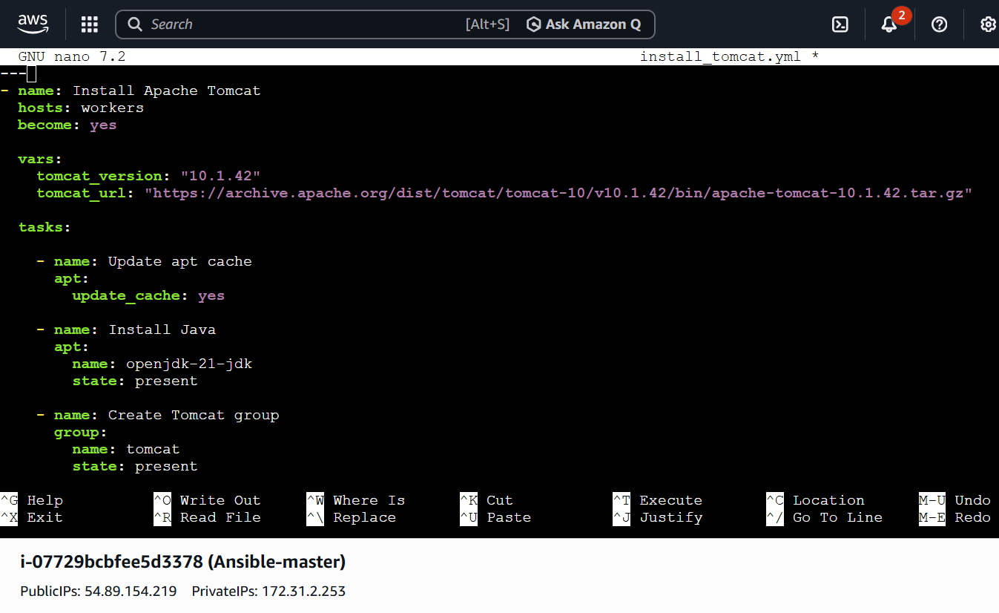 aws Search [Alt+S] Ask Amazon Q 2
GNU nano 7.2 install_tomcat.yml *
---
- name: Install Apache Tomcat
  hosts: workers
  become: yes

  vars:
    tomcat_version: "10.1.42"
    tomcat_url: "https://archive.apache.org/dist/tomcat/tomcat-10/v10.1.42/bin/apache-tomcat-10.1.42.tar.gz"

  tasks:

    - name: Update apt cache
      apt:
        update_cache: yes

    - name: Install Java
      apt:
        name: openjdk-21-jdk
        state: present

    - name: Create Tomcat group
      group:
        name: tomcat
        state: present

^G Help ^O Write Out ^W Where Is ^K Cut ^T Execute ^C Location M-U Undo
^X Exit ^R Read File ^\ Replace ^U Paste ^J Justify ^/ Go To Line M-E Redo
i-07729bcbfee5d3378 (Ansible-master)
PublicIPs: 54.89.154.219 PrivateIPs: 172.31.2.253